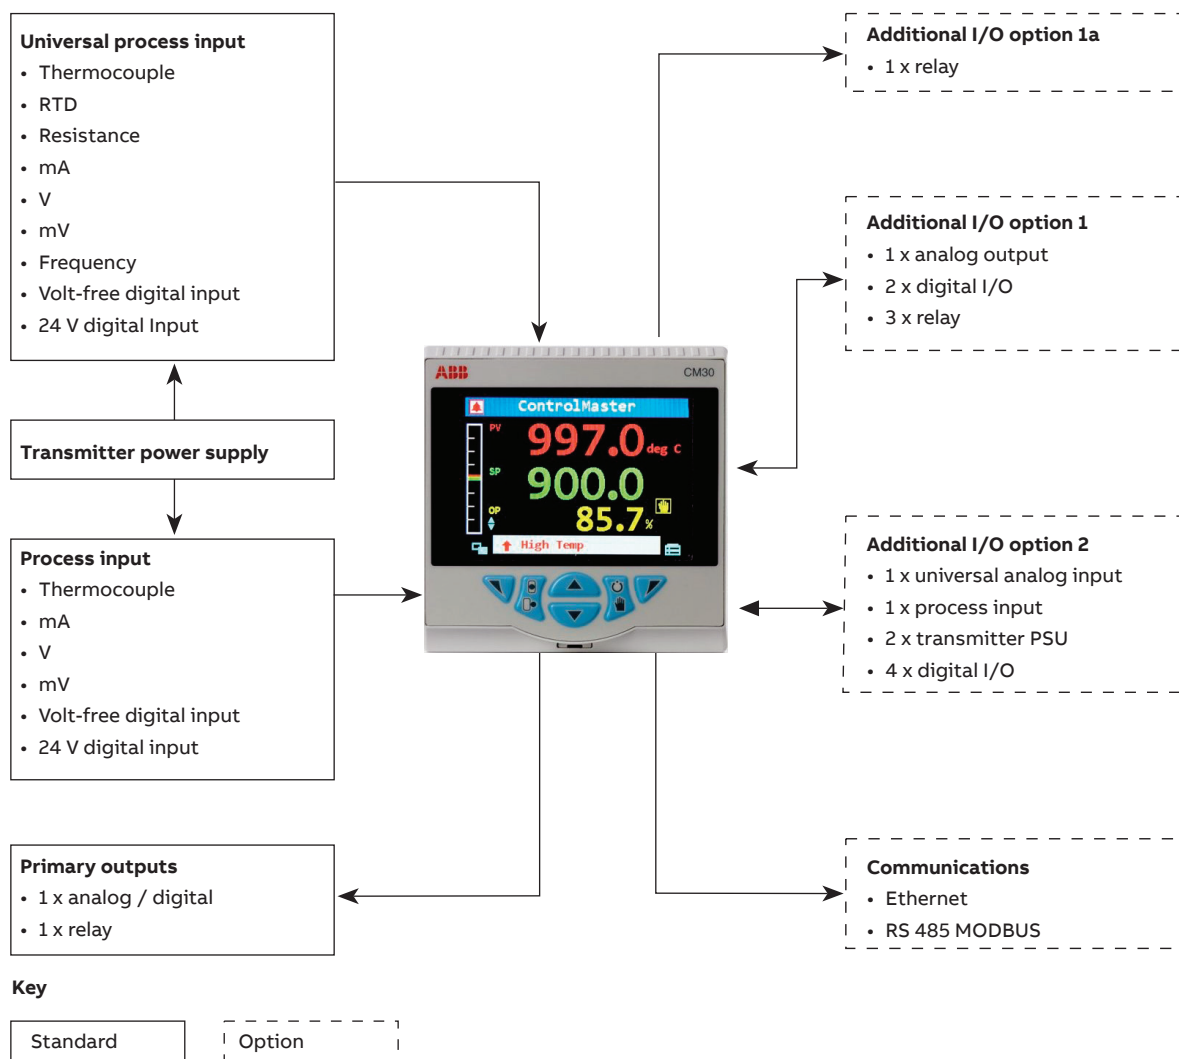 Universal process input
• Thermocouple
• RTD
• Resistance
• mA
• V
• mV
• Frequency
• Volt-free digital input
• 24 V digital Input
Transmitter power supply
Process input
• Thermocouple
• mA
• V
• mV
• Volt-free digital input
• 24 V digital input
Primary outputs
• 1 x analog / digital
• 1 x relay
ABB
CM30
ControlMaster
PV
997.0 deg C
SP
900.0
OP
85.7 %
High Temp
Additional I/O option 1a
• 1 x relay
Additional I/O option 1
• 1 x analog output
• 2 x digital I/O
• 3 x relay
Additional I/O option 2
• 1 x universal analog input
• 1 x process input
• 2 x transmitter PSU
• 4 x digital I/O
Communications
• Ethernet
• RS 485 MODBUS
Key
Standard
Option